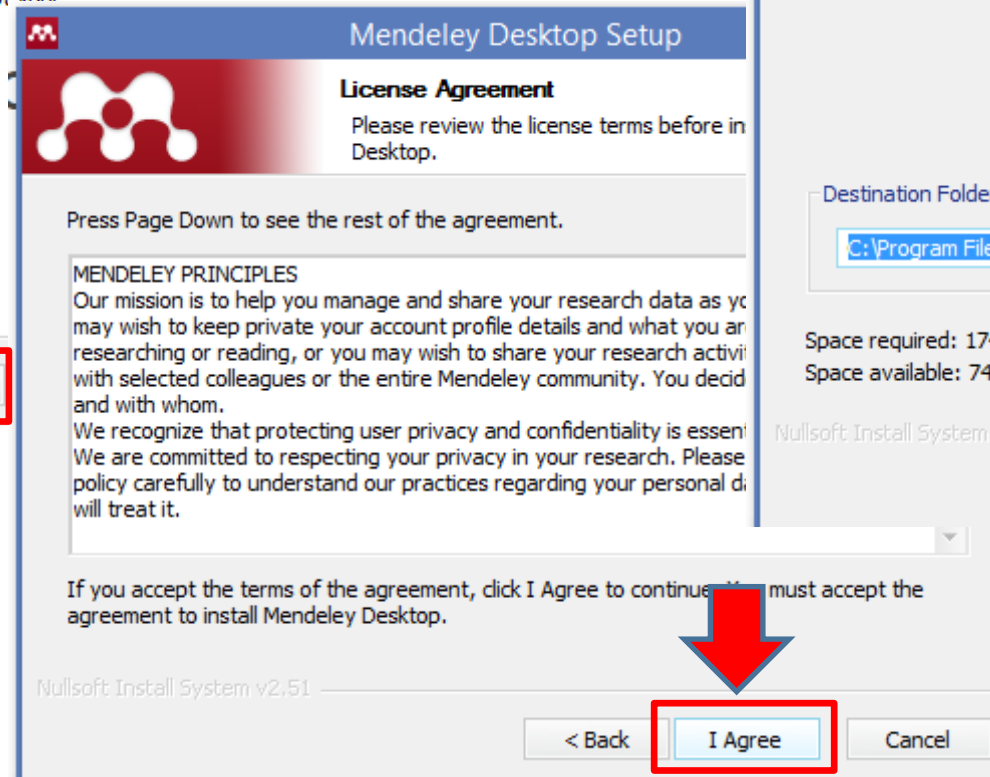 Mendeley Desktop Setup
License Agreement
Please review the license terms before in
Desktop.
Press Page Down to see the rest of the agreement.
MENDELEY PRINCIPLES
Our mission is to help you manage and share your research data as yo
may wish to keep private your account profile details and what you ar
researching or reading, or you may wish to share your research activit
with selected colleagues or the entire Mendeley community. You decid
and with whom.
We recognize that protecting user privacy and confidentiality is essent
We are committed to respecting your privacy in your research. Please
policy carefully to understand our practices regarding your personal da
will treat it.
If you accept the terms of the agreement, click I Agree to continue. must accept the
agreement to install Mendeley Desktop.
Nullsoft Install System v2.51
< Back
I Agree
Cancel
Destination Folde
C:\Program File
Space required: 17
Space available: 74
Nullsoft Install System